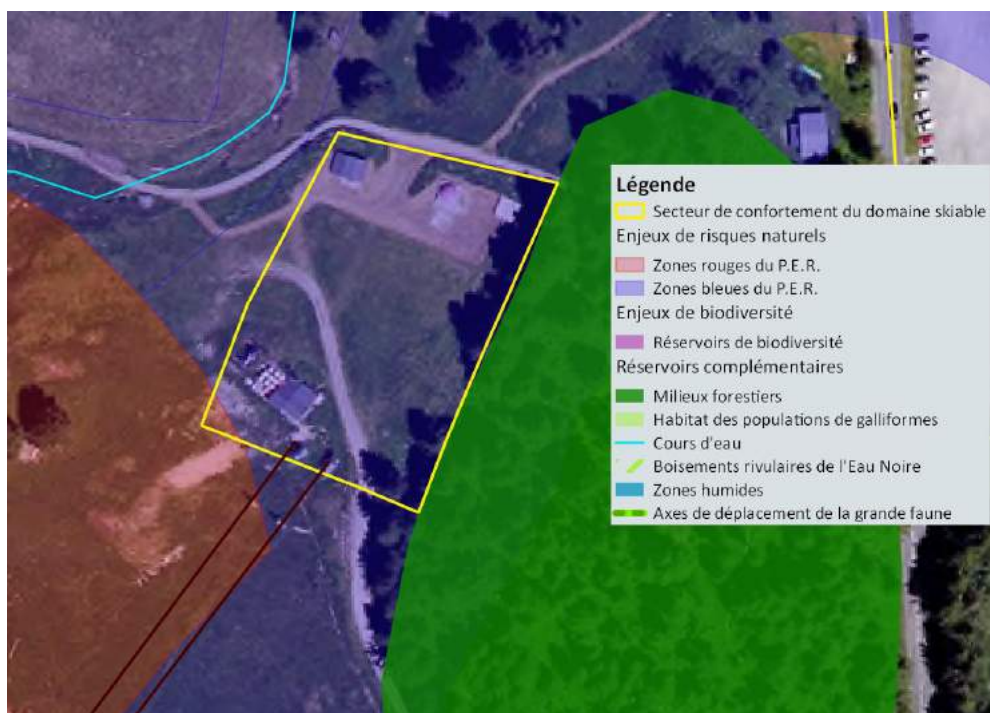 Légende
Secteur de confortement du domaine skiable
Enjeux de risques naturels
Zones rouges du P.E.R.
Zones bleues du P.E.R.
Enjeux de biodiversité
Réservoirs de biodiversité
Réservoirs complémentaires
Milieux forestiers
Habitat des populations de galliformes
Cours d'eau
Boisements rivulaires de l'Eau Noire
Zones humides
Axes de déplacement de la grande faune